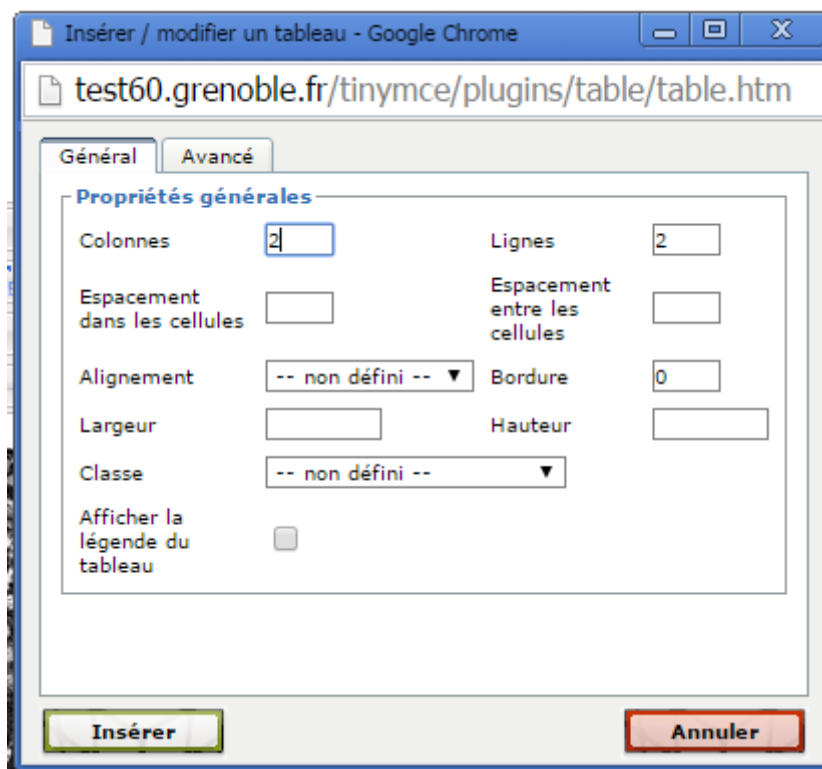 Insérer / modifier un tableau - Google Chrome
test60.grenoble.fr/tinymce/plugins/table/table.htm
Général Avancé
Propriétés générales
Colonnes 2 Lignes 2
Espacement
dans les cellules
Espacement
entre les
cellules
Alignement -- non défini -- Bordure 0
Largeur Hauteur
Classe -- non défini --
Afficher la
légende du
tableau
Insérer Annuler